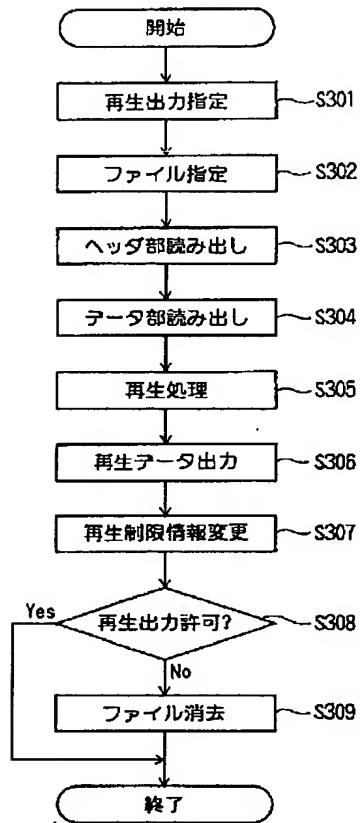 開始
再生出力指定 S301
ファイル指定 S302
ヘッダ部読み出し S303
データ部読み出し S304
再生処理 S305
再生データ出力 S306
再生制限情報変更 S307
Yes 再生出力許可? S308
No
ファイル消去 S309
終了